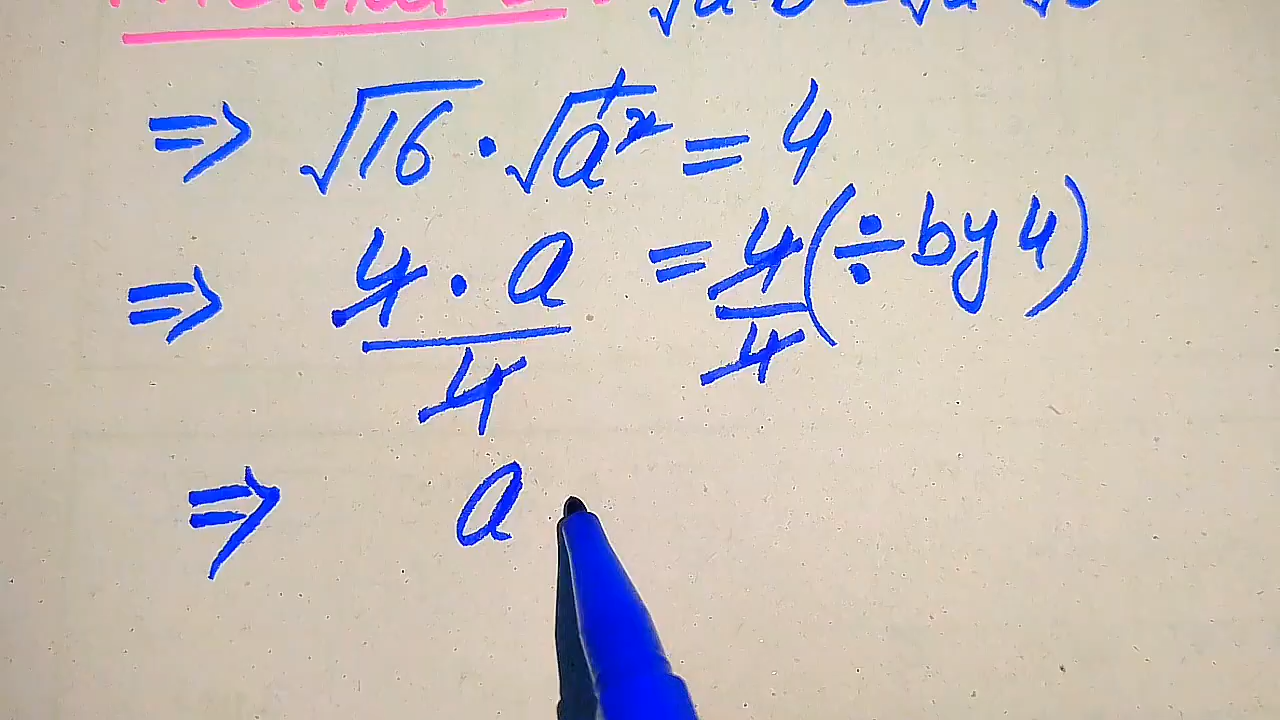 √a·b = √a·√b
⇒ √16 · √a² = 4
⇒ 4 · a / 4 = 4 / 4 (÷ by 4)
⇒ a